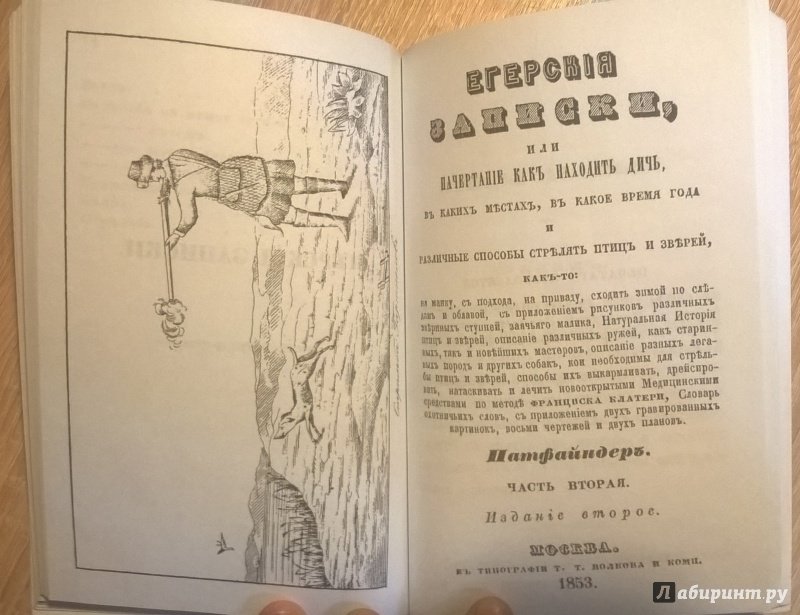 ЕГЕРСКІЯ
ЗАПИСКИ,
ИЛИ
НАЧЕРТАНІЕ КАКЪ НАХОДИТЬ ДИЧЬ,
ВЪ КАКИХЪ МѢСТАХЪ, ВЪ КАКОЕ ВРЕМЯ ГОДА
И
РАЗЛИЧНЫЕ СПОСОБЫ СТРѢЛЯТЬ ПТИЦЪ И ЗВѢРЕЙ,
КАКЪ-ТО:
на манку, съ подхода, на приваду, сходить зимой по слѣ-
дамъ и облавой, съ приложеніем рисунковъ различныхъ
звѣриныхъ ступней, заячьяго малика, Натуральная Исторія
птицъ и звѣрей, описаніе различныхъ ружей, какъ старин-
ныхъ, такъ и новѣйшихъ мастеровъ, описаніе разныхъ лега-
выхъ породъ и другихъ собакъ, кои необходимы для стрѣль-
бы птицъ и звѣрей, способы ихъ выкармливать, дрейсиро-
вать, натаскивать и лечить новооткрытыми Медицинскими
средствами по методѣ ФРАНЦИСКА КЛАТЕРИ, Словарь
охотничьихъ словъ, съ приложеніемъ двухъ гравированныхъ
картинокъ, восьми чертежей и двухъ плановъ.
Патфайндеръ.
ЧАСТЬ ВТОРАЯ.
Изданіе второе.
МОСКВА.
ВЪ ТИПОГРАФІИ Т. Т. ВОЛКОВА И КОМП.
1853.
Лабиринт.ру